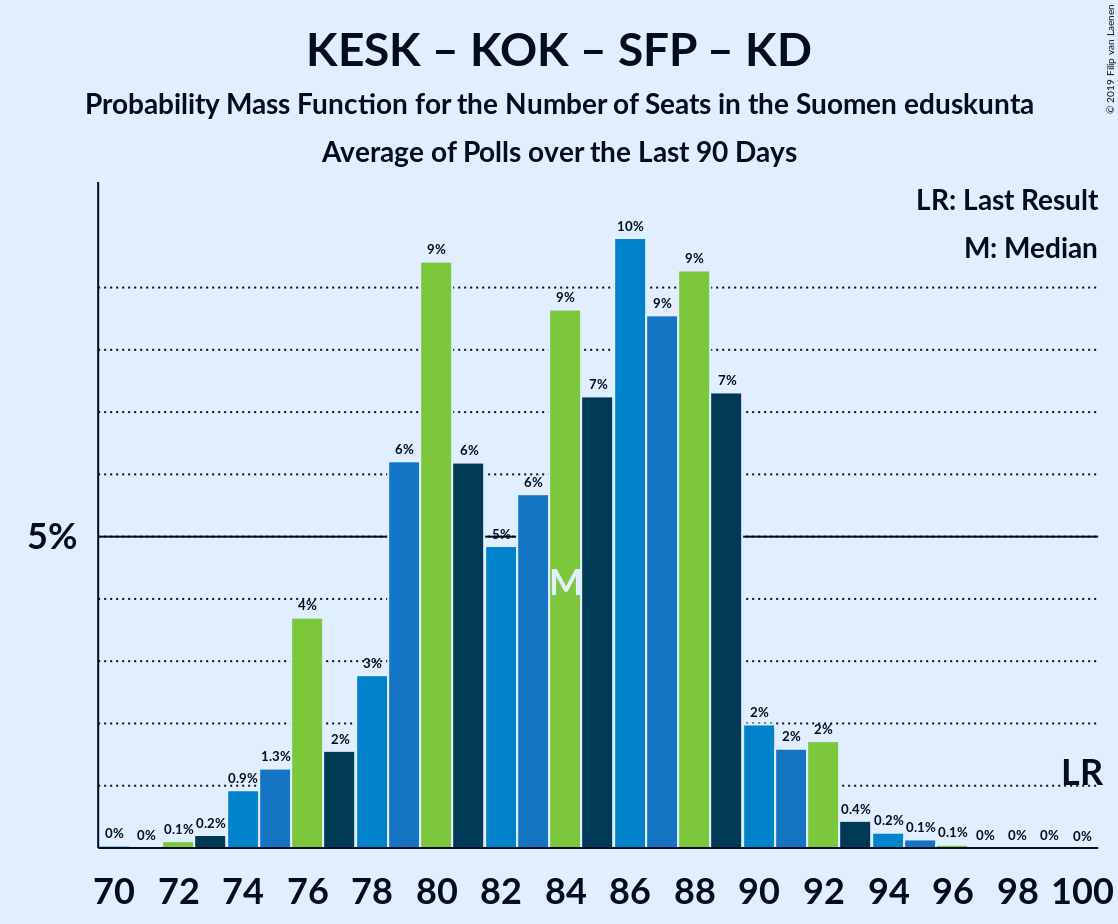 KESK – KOK – SFP – KD
Probability Mass Function for the Number of Seats in the Suomen eduskunta
Average of Polls over the Last 90 Days
© 2019 Filip van Laenen
LR: Last Result
M: Median
5%
0% 0% 0.1% 0.2% 0.9% 1.3% 4% 2% 3% 6% 9% 6% 5% 6% 9% 7% 10% 9% 9% 7% 2% 2% 2% 0.4% 0.2% 0.1% 0.1% 0% 0% 0% 0%
M
LR
70 72 74 76 78 80 82 84 86 88 90 92 94 96 98 100